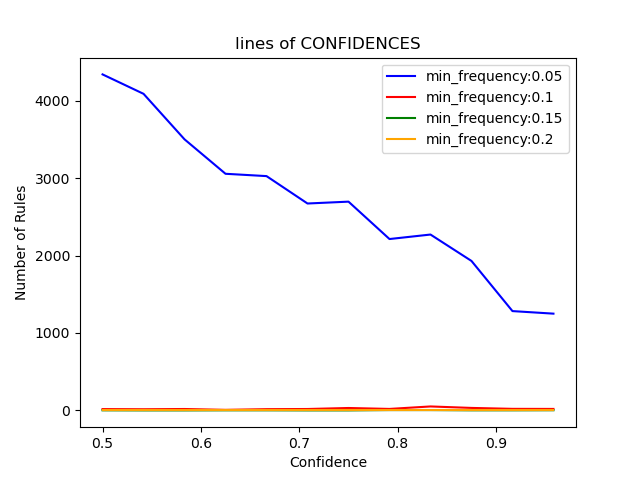 lines of CONFIDENCES
min_frequency:0.05
min_frequency:0.1
min_frequency:0.15
min_frequency:0.2
Number of Rules
4000
3000
2000
1000
0
0.5 0.6 0.7 0.8 0.9
Confidence